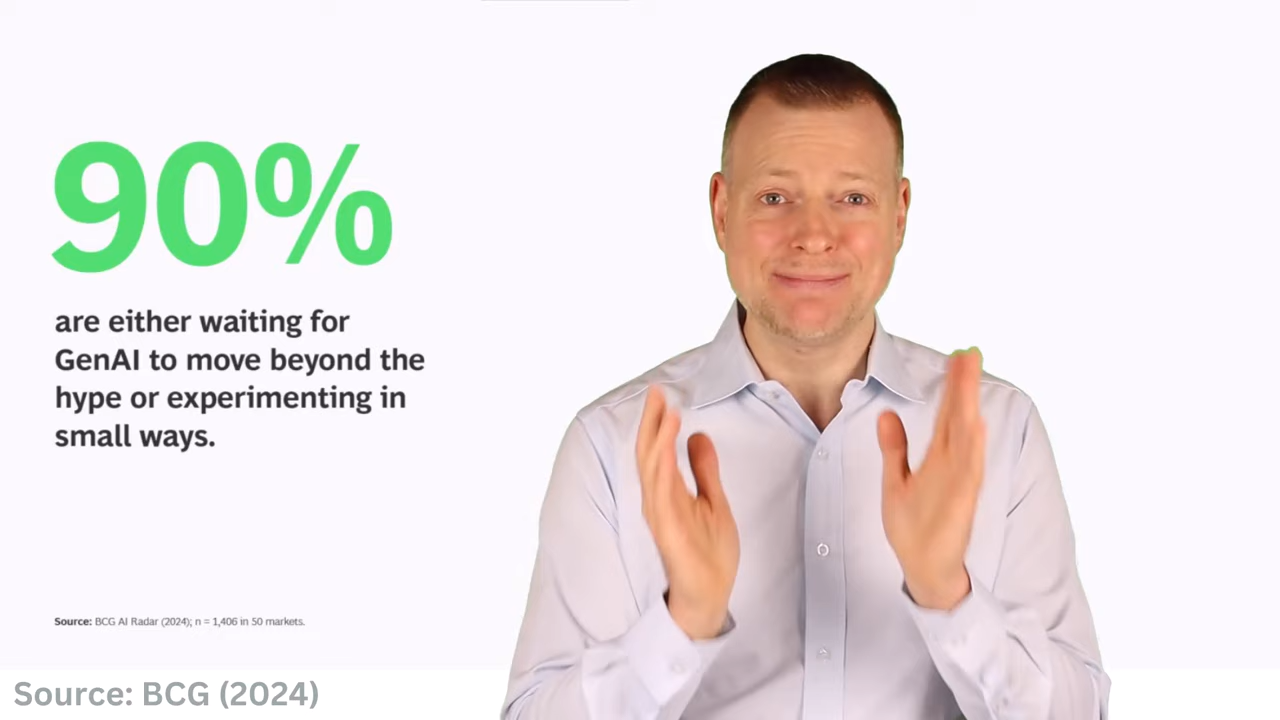 90%
are either waiting for
GenAI to move beyond the
hype or experimenting in
small ways.
Source: BCG AI Radar (2024); n = 1,406 in 50 markets.
Source: BCG (2024)